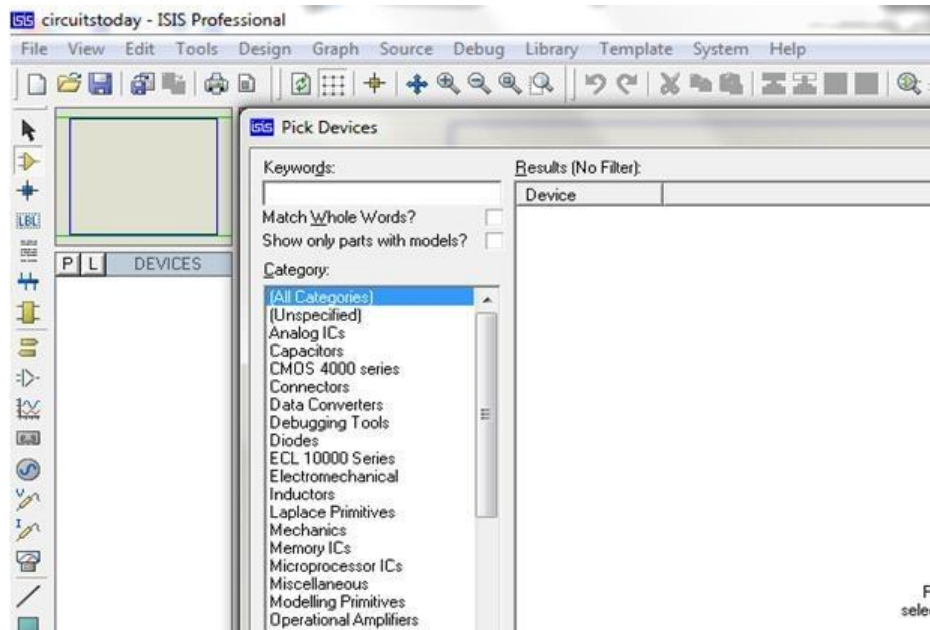 isis circuitstoday - ISIS Professional
File View Edit Tools Design Graph Source Debug Library Template System Help
isis Pick Devices
Keywords:
Results (No Filter):
Device
Match Whole Words?
Show only parts with models?
Category:
P L DEVICES
LBL
(All Categories)
(Unspecified)
Analog ICs
Capacitors
CMOS 4000 series
Connectors
Data Converters
Debugging Tools
Diodes
ECL 10000 Series
Electromechanical
Inductors
Laplace Primitives
Mechanics
Memory ICs
Microprocessor ICs
Miscellaneous
Modelling Primitives
Operational Amplifiers
V
I